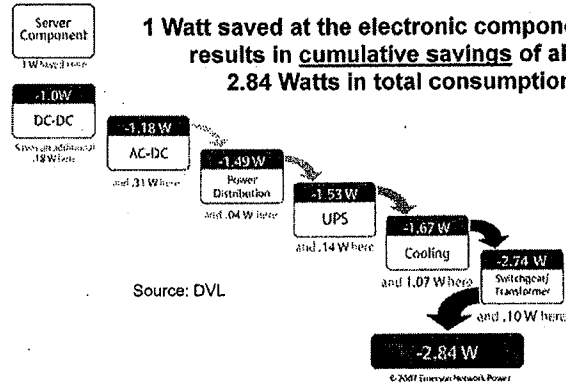 Server
Component
1 Watt saved at the electronic compone
results in cumulative savings of al
2.84 Watts in total consumption
1 W saved here
-1.0W
DC-DC
Saves an additional
.18 W here
-1.18 W
AC-DC
and .31 W here
-1.49 W
Power
Distribution
and .04 W here
-1.53 W
UPS
and .14 W here
-1.67 W
Cooling
and 1.07 W here
-2.74 W
Switchgear/
Transformer
and .10 W here
Source: DVL
-2.84 W
© 2007 Emerson Network Power